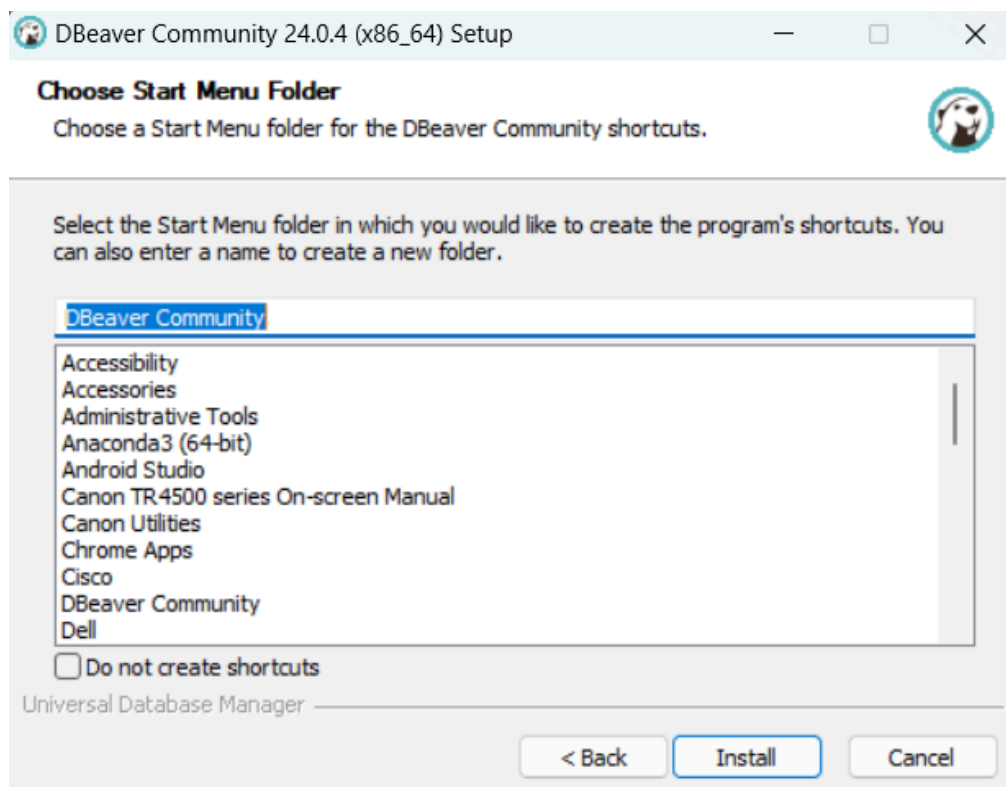 DBeaver Community 24.0.4 (x86_64) Setup
Choose Start Menu Folder
Choose a Start Menu folder for the DBeaver Community shortcuts.
Select the Start Menu folder in which you would like to create the program's shortcuts. You
can also enter a name to create a new folder.
DBeaver Community
Accessibility
Accessories
Administrative Tools
Anaconda3 (64-bit)
Android Studio
Canon TR4500 series On-screen Manual
Canon Utilities
Chrome Apps
Cisco
DBeaver Community
Dell
Do not create shortcuts
Universal Database Manager
< Back Install Cancel